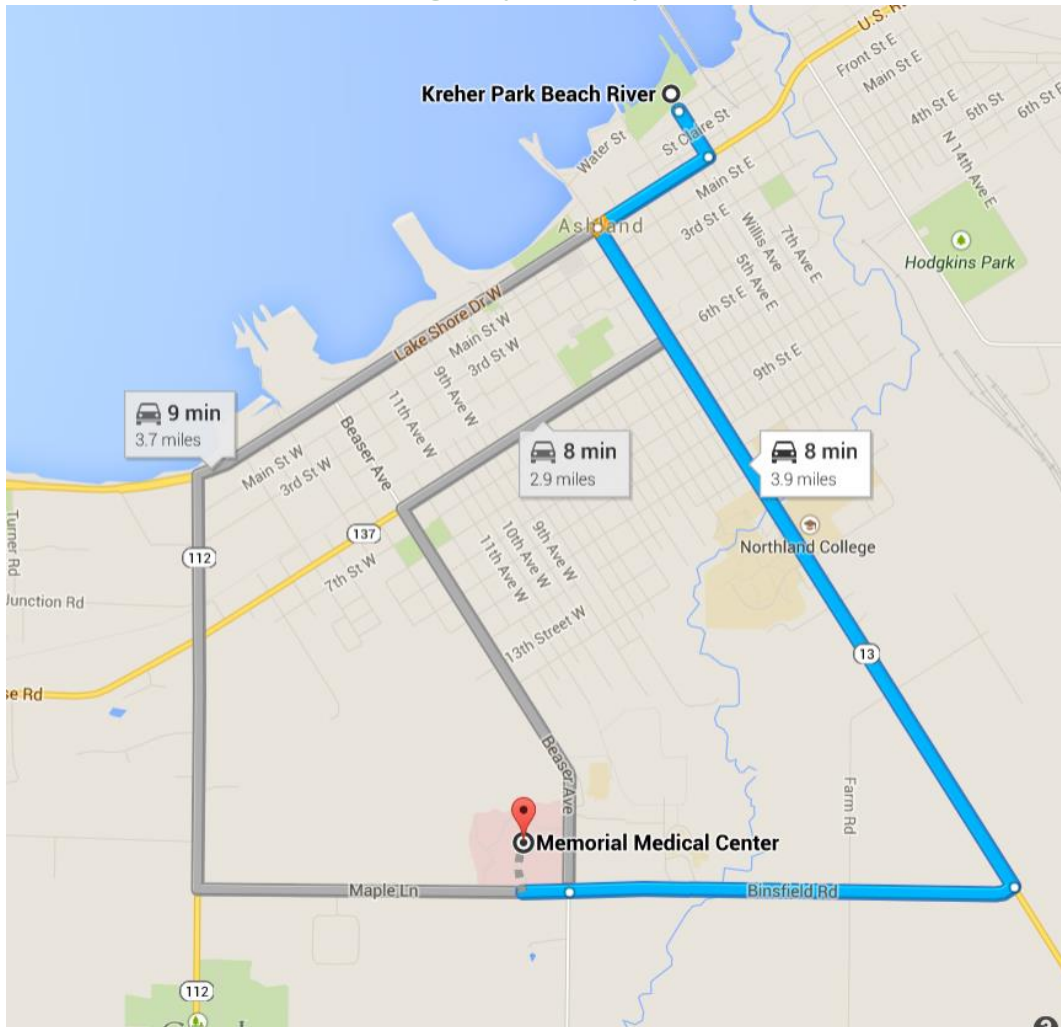 U.S. R
Front St E
Main St E
4th St E
5th St
6th St E
N 14th Ave E
Kreher Park Beach River
St Claire St
Water St
Main St E
Ashland
3rd St E
Willis Ave
7th Ave E
Hodgkins Park
5th Ave E
6th St E
9th St E
Lake Shore Dr W
Main St W
3rd St W
9th Ave W
11th Ave W
Beaser Ave
9 min
3.7 miles
8 min
2.9 miles
8 min
3.9 miles
Main St W
3rd St W
137
7th St W
Turner Rd
112
Junction Rd
9th Ave W
10th Ave W
11th Ave W
13th Street W
Northland College
13
se Rd
Beaser Ave
Farm Rd
Memorial Medical Center
Maple Ln
Binsfield Rd
112